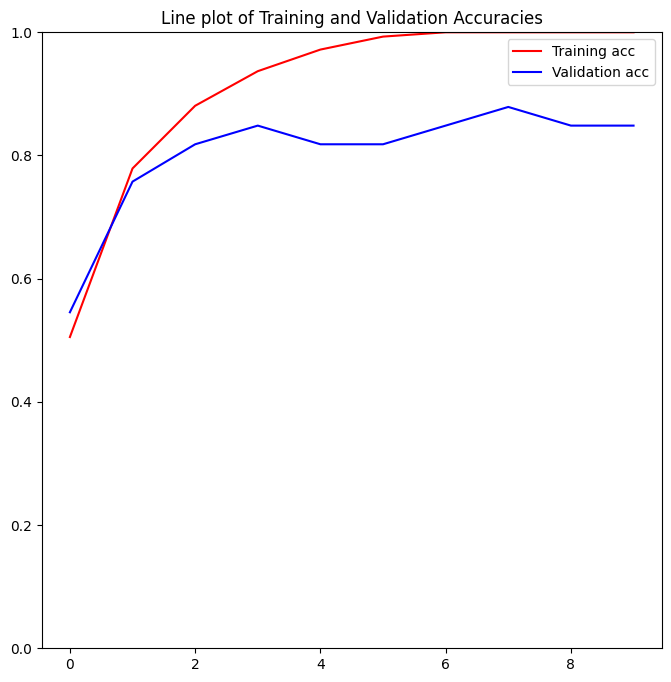 Line plot of Training and Validation Accuracies
Training acc
Validation acc
1.0
0.8
0.6
0.4
0.2
0.0
0 2 4 6 8